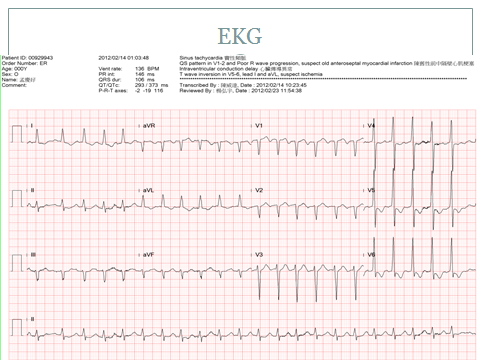 EKG
Patient ID: 00929943 2012/02/14 01:03:48 Sinus tachycardia 竇性頻脈
Order Number: ER QS pattern in V1-2 and Poor R wave progression, suspect old anteroseptal myocardial infarction
Age: 000Y Vent rate: 136 BPM Intraventricular conduction delay
Sex: O PR int: 146 ms T wave inversion in V5-6, lead I and aVL, suspect ischemia
Name: QRS dur: 106 ms
Comment: QT/QTc: 293 / 373 ms Transcribed By : Date : 2012/02/14 10:23:45
P-R-T axes: -2 -19 116 Reviewed By : Date : 2012/02/23 11:54:38
I aVR V1 V4
II aVL V2 V5
III aVF V3 V6
II